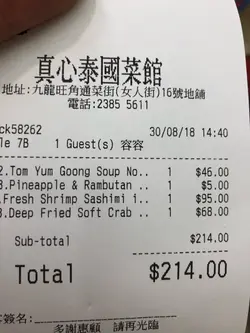 真心泰國菜館
地址:九龍旺角通菜街(女人街)16號地舖
電話:2385 5611
ck58262 30/08/18 14:40
le 7B 1 Guest(s) 容容
2.Tom Yum Goong Soup No.. 1 $46.00
3.Pineapple & Rambutan .. 1 $5.00
.Fresh Shrimp Sashimi i.. 1 $95.00
3.Deep Fried Soft Crab .. 1 $68.00
Sub-total $214.00
Total $214.00
簽名:
多謝惠顧 請再光臨